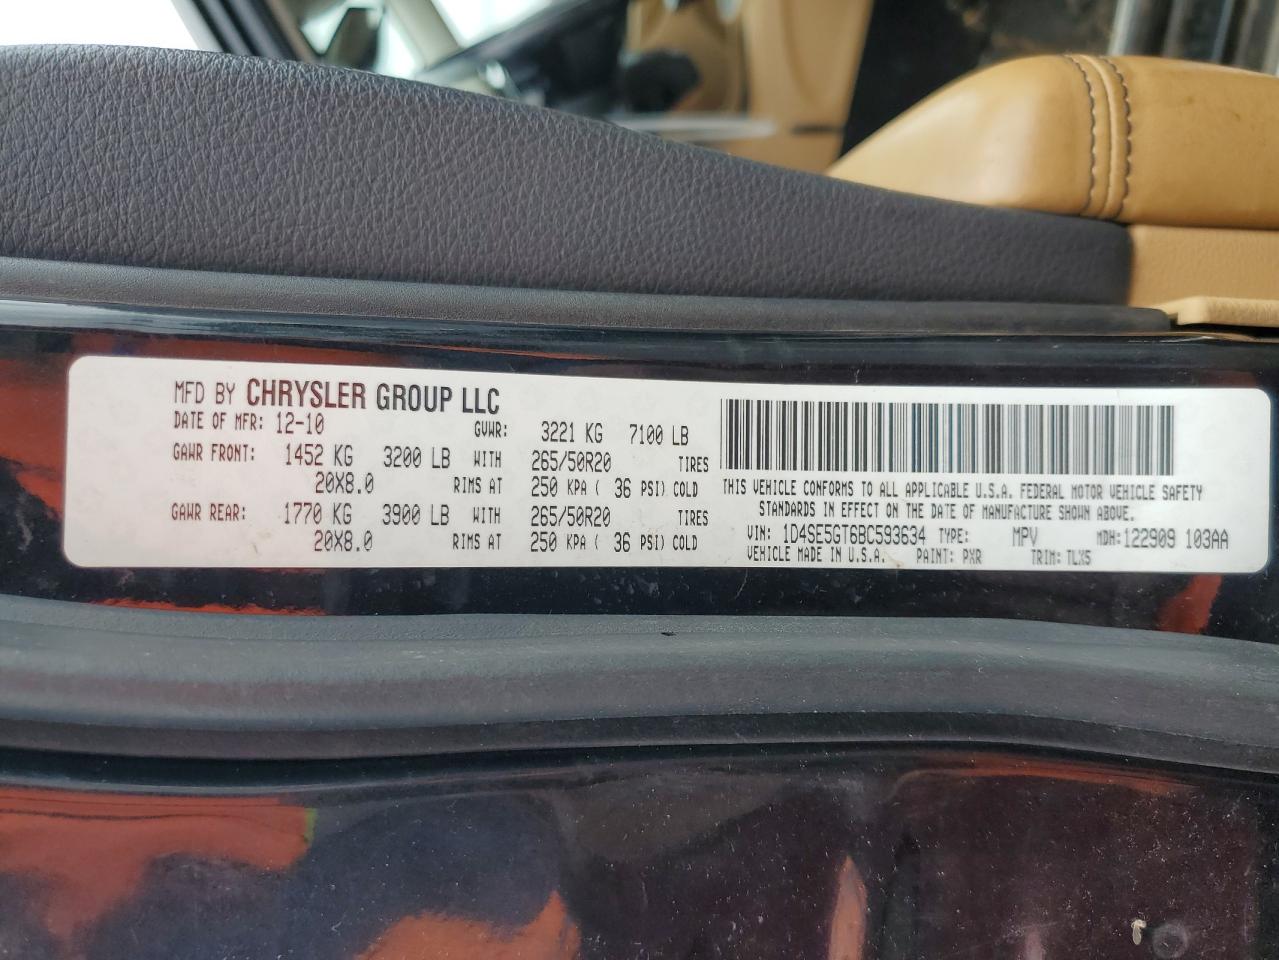 MFD BY CHRYSLER GROUP LLC
DATE OF MFR: 12-10 GVWR: 3221 KG 7100 LB
GAWR FRONT: 1452 KG 3200 LB WITH 265/50R20 TIRES
20X8.0 RIMS AT 250 KPA ( 36 PSI) COLD
GAWR REAR: 1770 KG 3900 LB WITH 265/50R20 TIRES
20X8.0 RIMS AT 250 KPA ( 36 PSI) COLD
THIS VEHICLE CONFORMS TO ALL APPLICABLE U.S.A. FEDERAL MOTOR VEHICLE SAFETY
STANDARDS IN EFFECT ON THE DATE OF MANUFACTURE SHOWN ABOVE.
VIN: 1D4SE5GT6BC593634 TYPE: MPV MDH:122909 103AA
VEHICLE MADE IN U.S.A. PAINT: PXR TRIM: TLX5